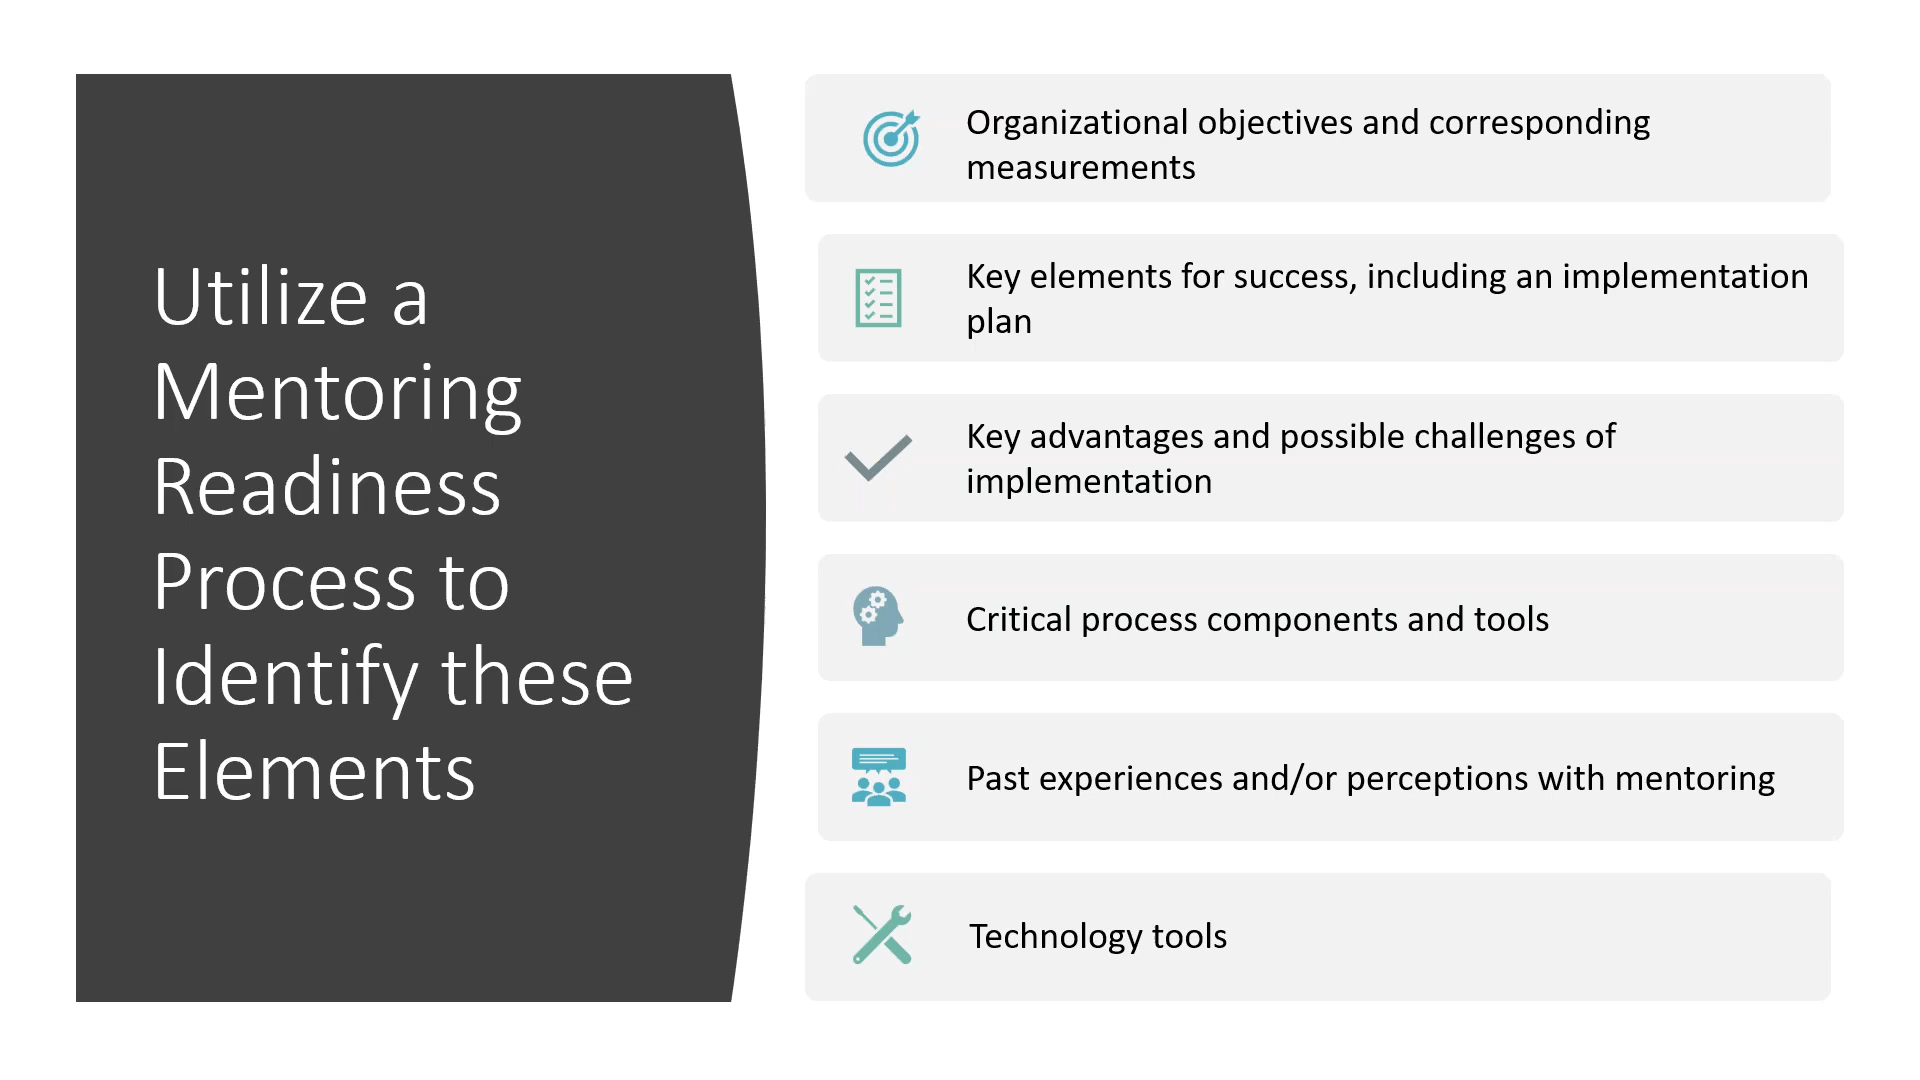 Utilize a
Mentoring
Readiness
Process to
Identify these
Elements
Organizational objectives and corresponding
measurements
Key elements for success, including an implementation
plan
Key advantages and possible challenges of
implementation
Critical process components and tools
Past experiences and/or perceptions with mentoring
Technology tools